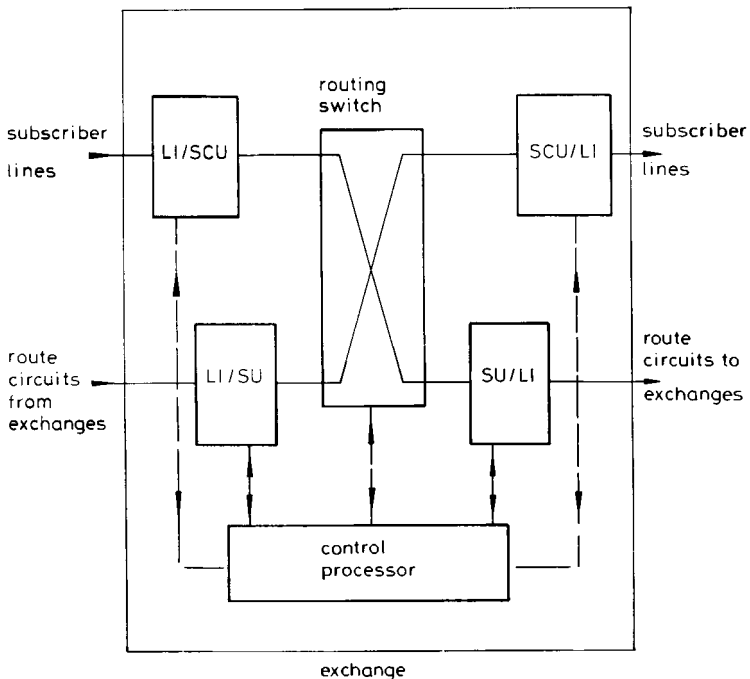 routing
switch
subscriber
lines
LI/SCU
SCU/LI
subscriber
lines
route
circuits
from
exchanges
LI/SU
SU/LI
route
circuits to
exchanges
control
processor
exchange